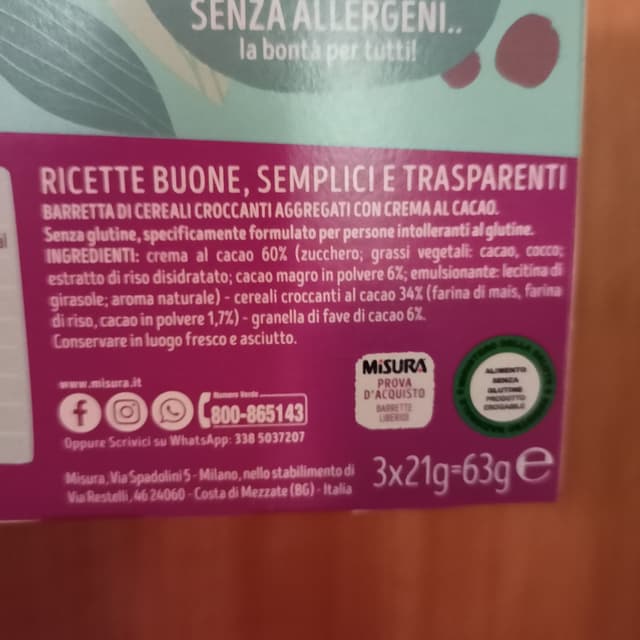 SENZA ALLERGENI..
la bontà per tutti!
RICETTE BUONE, SEMPLICI E TRASPARENTI
BARRETTA DI CEREALI CROCCANTI AGGREGATI CON CREMA AL CACAO.
Senza glutine, specificamente formulato per persone intolleranti al glutine.
INGREDIENTI: crema al cacao 60% (zucchero; grassi vegetali: cacao, cocco;
estratto di riso disidratato; cacao magro in polvere 6%; emulsionante: lecitina di
girasole; aroma naturale) - cereali croccanti al cacao 34% (farina di mais, farina
di riso, cacao in polvere 1,7%) - granella di fave di cacao 6%.
Conservare in luogo fresco e asciutto.
www.misura.it
Numero Verde
800-865143
Oppure Scrivici su WhatsApp: 338 5037207
MISURA
PROVA
D'ACQUISTO
BARRETTE
LIBERIDÌ
ALIMENTO
SENZA
GLUTINE
PRODOTTO
EROGABILE
Misura, Via Spadolini 5 - Milano, nello stabilimento di
Via Restelli, 46 24060 - Costa di Mezzate (BG) - Italia
3x21g=63g e